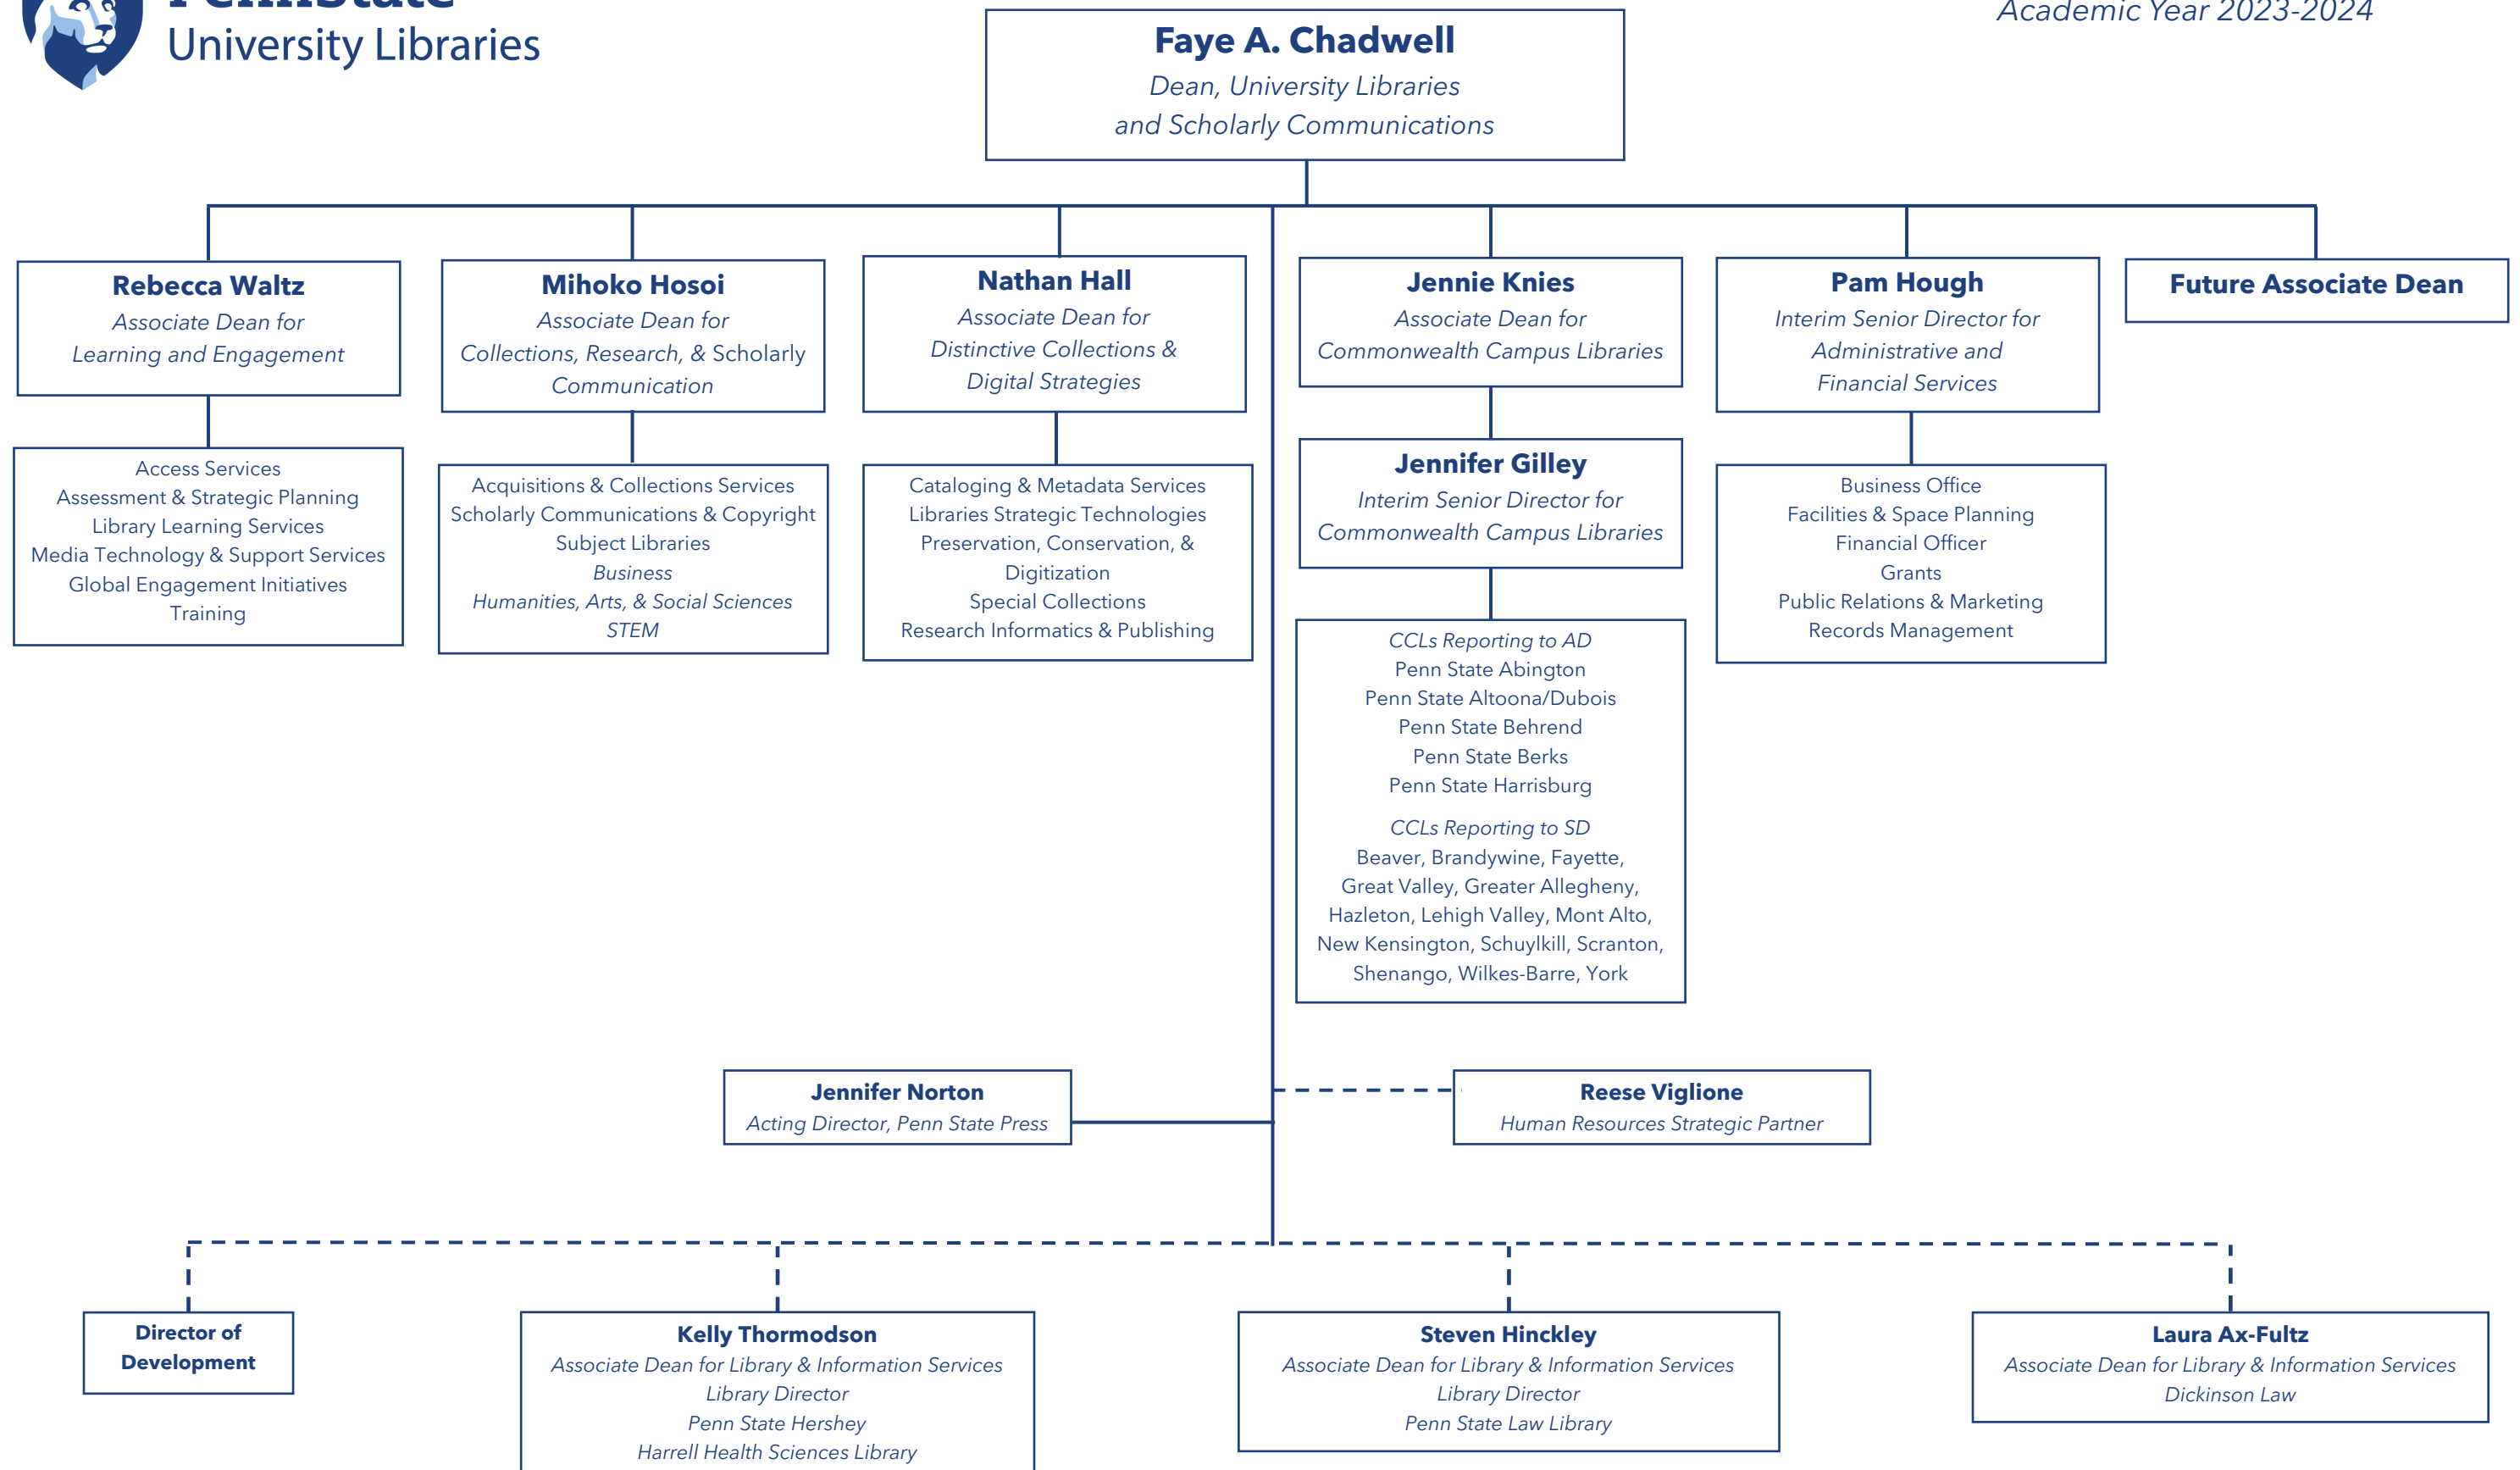 PennState
University Libraries
Academic Year 2023-2024
Faye A. Chadwell
Dean, University Libraries
and Scholarly Communications
Rebecca Waltz
Associate Dean for
Learning and Engagement
Mihoko Hosoi
Associate Dean for
Collections, Research, & Scholarly
Communication
Nathan Hall
Associate Dean for
Distinctive Collections &
Digital Strategies
Jennie Knies
Associate Dean for
Commonwealth Campus Libraries
Pam Hough
Interim Senior Director for
Administrative and
Financial Services
Future Associate Dean
Access Services
Assessment & Strategic Planning
Library Learning Services
Media Technology & Support Services
Global Engagement Initiatives
Training
Acquisitions & Collections Services
Scholarly Communications & Copyright
Subject Libraries
Business
Humanities, Arts, & Social Sciences
STEM
Cataloging & Metadata Services
Libraries Strategic Technologies
Preservation, Conservation, &
Digitization
Special Collections
Research Informatics & Publishing
Jennifer Gilley
Interim Senior Director for
Commonwealth Campus Libraries
Business Office
Facilities & Space Planning
Financial Officer
Grants
Public Relations & Marketing
Records Management
CCLs Reporting to AD
Penn State Abington
Penn State Altoona/Dubois
Penn State Behrend
Penn State Berks
Penn State Harrisburg
CCLs Reporting to SD
Beaver, Brandywine, Fayette,
Great Valley, Greater Allegheny,
Hazleton, Lehigh Valley, Mont Alto,
New Kensington, Schuylkill, Scranton,
Shenango, Wilkes-Barre, York
Jennifer Norton
Acting Director, Penn State Press
Reese Viglione
Human Resources Strategic Partner
Director of
Development
Kelly Thormodson
Associate Dean for Library & Information Services
Library Director
Penn State Hershey
Harrell Health Sciences Library
Steven Hinckley
Associate Dean for Library & Information Services
Library Director
Penn State Law Library
Laura Ax-Fultz
Associate Dean for Library & Information Services
Dickinson Law